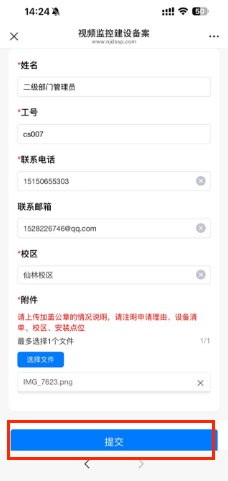 14:24
60
视频监控建设备案
www.njdssp.com
*姓名
二级部门管理员
*工号
cs007
*联系电话
15150655303
联系邮箱
1528226746@qq.com
*校区
仙林校区
*附件
请上传加盖公章的情况说明，请注明申请理由、设备清
单、校区、安装点位
最多选择1个文件
1/1
选择文件
IMG_7623.png
提交